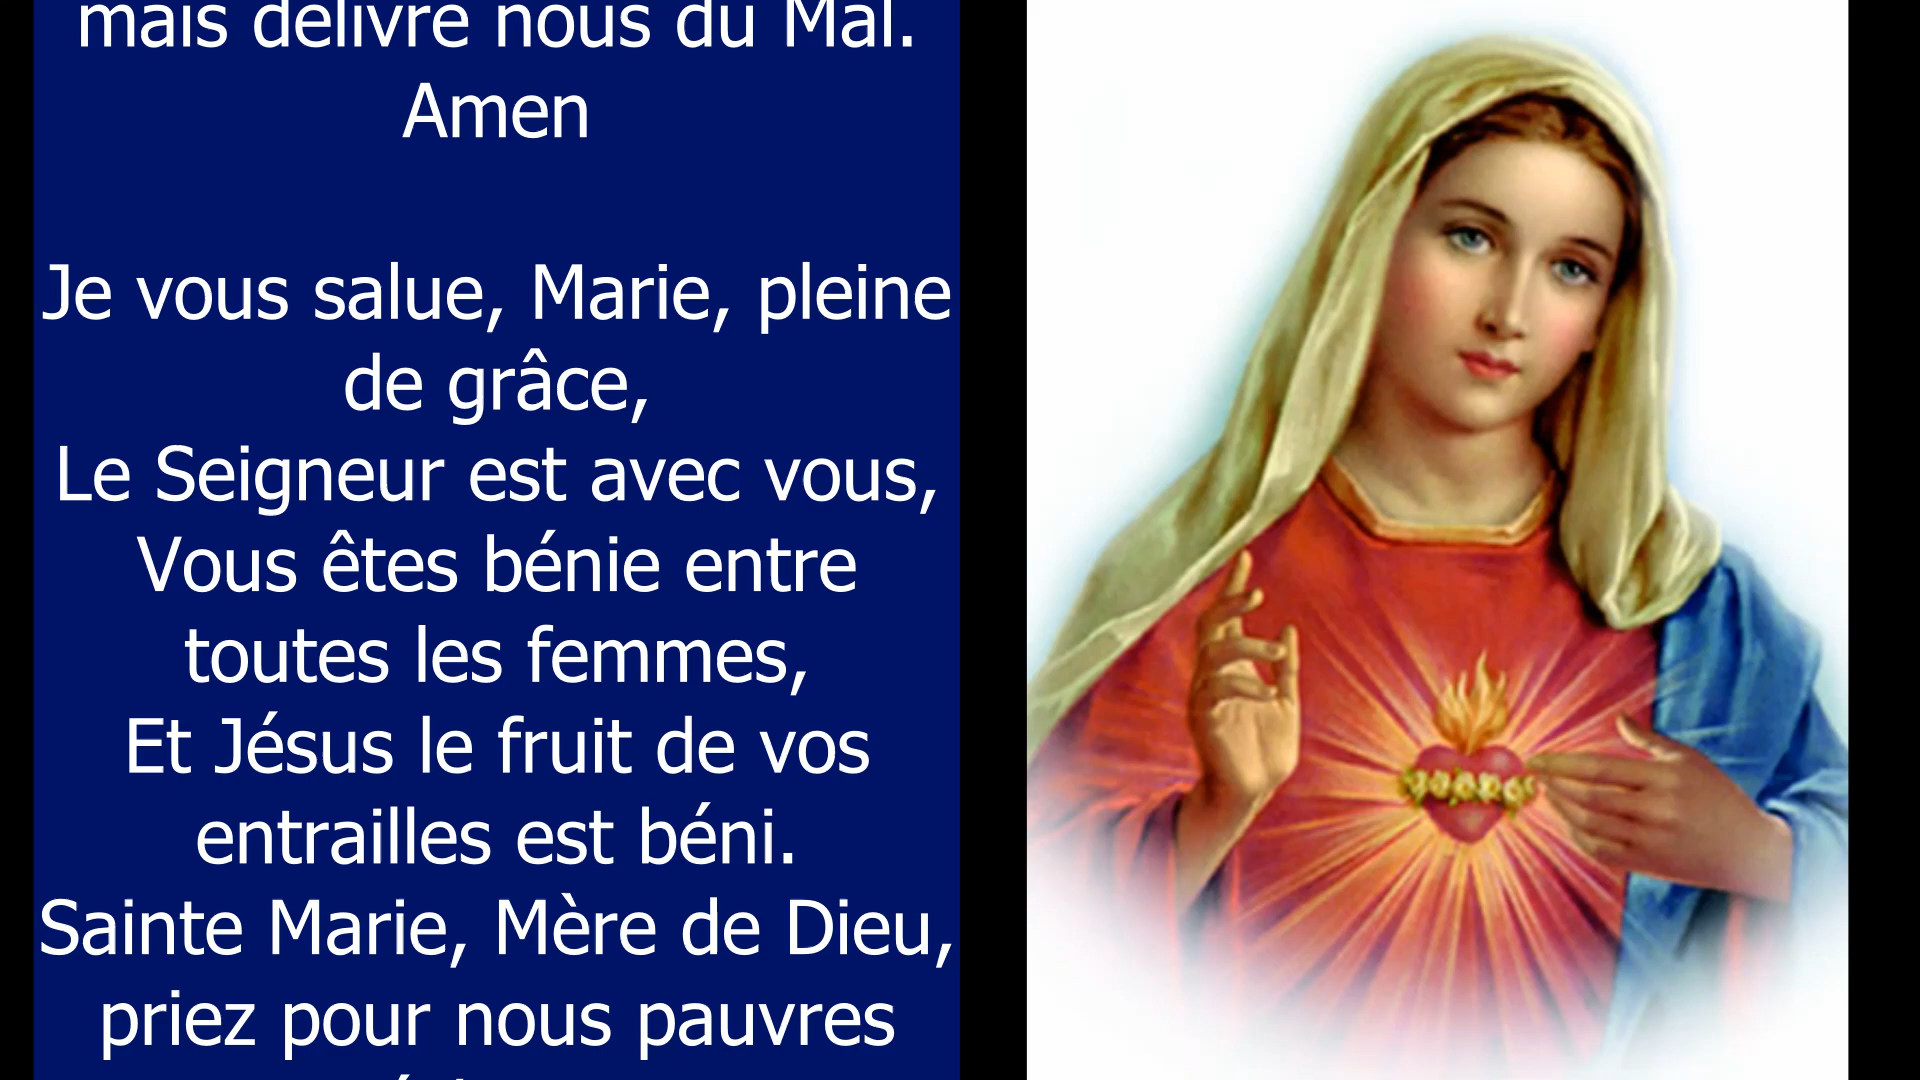 mais délivre nous du Mal.
Amen
Je vous salue, Marie, pleine
de grâce,
Le Seigneur est avec vous,
Vous êtes bénie entre
toutes les femmes,
Et Jésus le fruit de vos
entrailles est béni.
Sainte Marie, Mère de Dieu,
priez pour nous pauvres